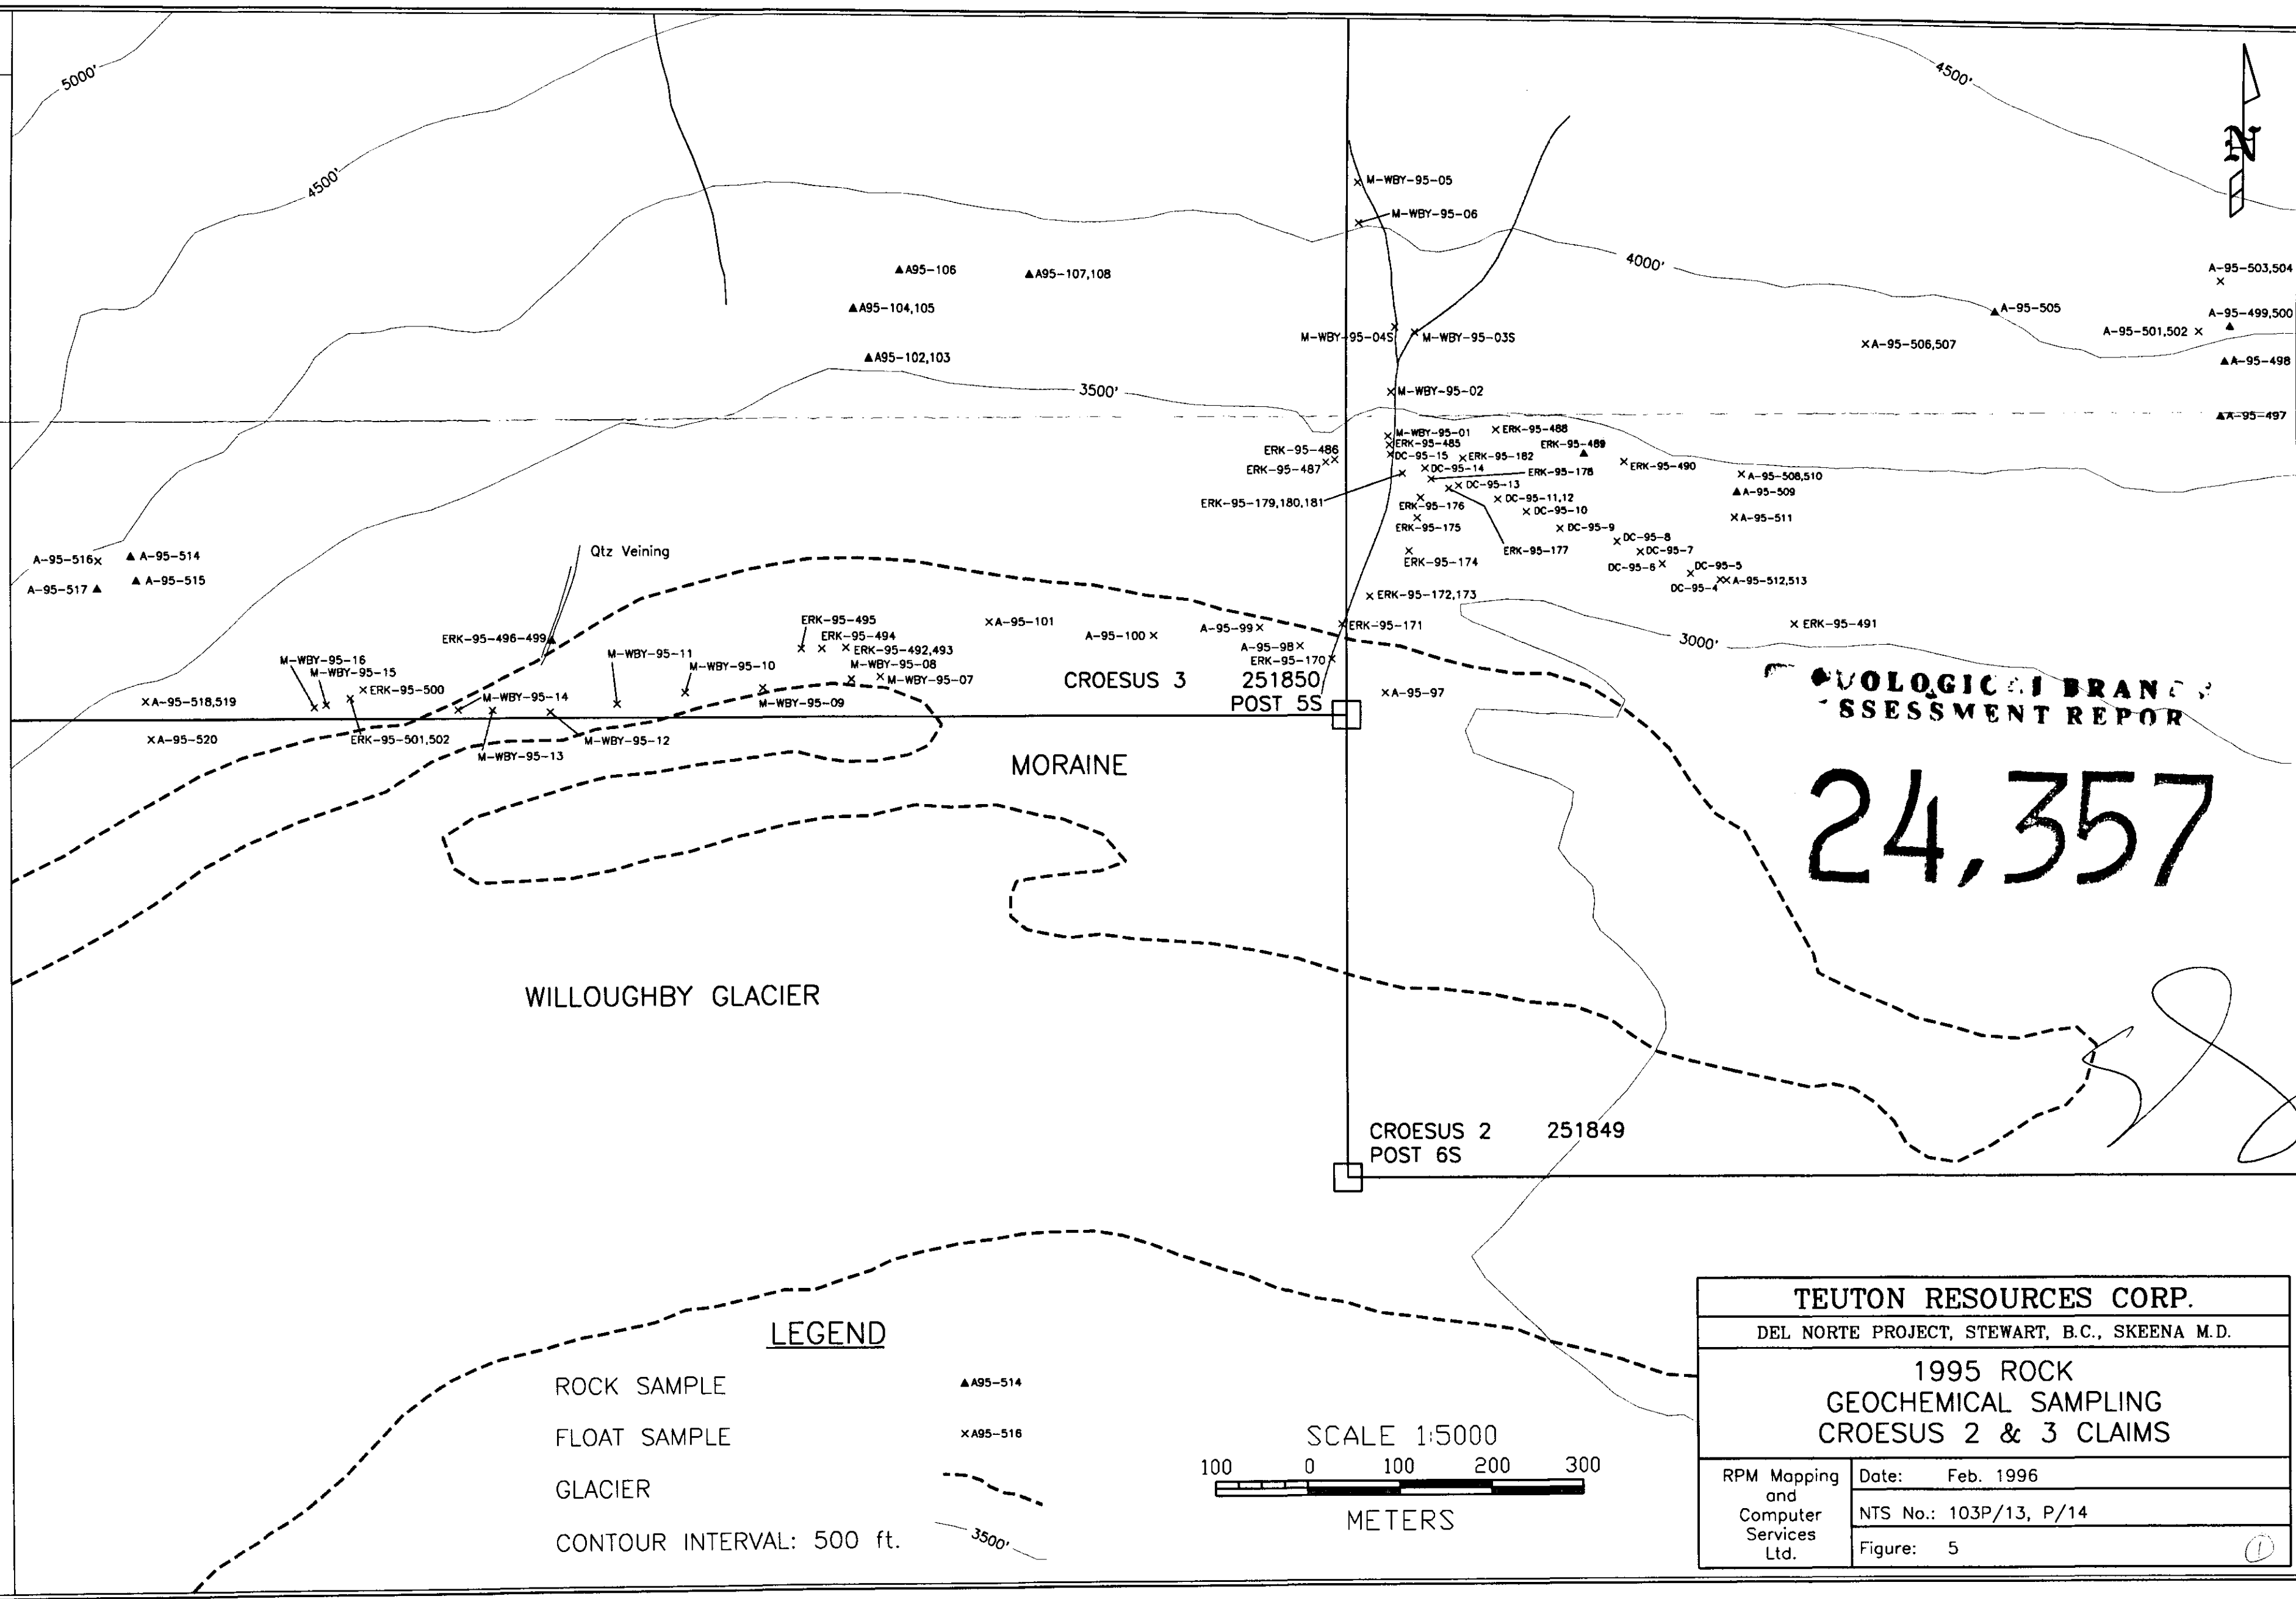 5000'
4500'
4500'
M-WBY-95-05
M-WBY-95-06
N
4000'
A95-106
A95-107,108
A-95-503,504
A95-104,105
A-95-505
A-95-499,500
M-WBY-95-04S
M-WBY-95-03S
A-95-501,502
A-95-506,507
A95-102,103
A-95-498
3500'
M-WBY-95-02
A-95-497
M-WBY-95-01
ERK-95-488
ERK-95-485
ERK-95-489
ERK-95-486
DC-95-15
ERK-95-182
ERK-95-487
DC-95-14
ERK-95-178
ERK-95-490
A-95-508,510
DC-95-13
A-95-509
ERK-95-179,180,181
DC-95-11,12
ERK-95-176
DC-95-10
A-95-511
ERK-95-175
DC-95-9
DC-95-8
Qtz Veining
ERK-95-177
DC-95-7
A-95-516
A-95-514
ERK-95-174
DC-95-6
DC-95-5
A-95-515
A-95-517
DC-95-4
A-95-512,513
ERK-95-172,173
ERK-95-495
A-95-101
ERK-95-171
ERK-95-491
ERK-95-496-499
ERK-95-494
A-95-100
A-95-99
3000'
ERK-95-492,493
A-95-98
M-WBY-95-16
M-WBY-95-11
M-WBY-95-08
ERK-95-170
M-WBY-95-15
M-WBY-95-10
M-WBY-95-07
CROESUS 3 251850
POST 5S
ERK-95-500
M-WBY-95-14
M-WBY-95-09
A-95-97
A-95-518,519
A-95-520
ERK-95-501,502
M-WBY-95-12
M-WBY-95-13
REPOR
24,357
MORAINE
WILLOUGHBY GLACIER
CROESUS 2 251849
POST 6S
LEGEND
ROCK SAMPLE A95-514
FLOAT SAMPLE A95-516
GLACIER
CONTOUR INTERVAL: 500 ft. 3500'
SCALE 1:5000
100 0 100 200 300
METERS
TEUTON RESOURCES CORP.
DEL NORTE PROJECT, STEWART, B.C., SKEENA M.D.
1995 ROCK
GEOCHEMICAL SAMPLING
CROESUS 2 & 3 CLAIMS
RPM Mapping
and
Computer
Services
Ltd.
Date: Feb. 1996
NTS No.: 103P/13, P/14
Figure: 5
1